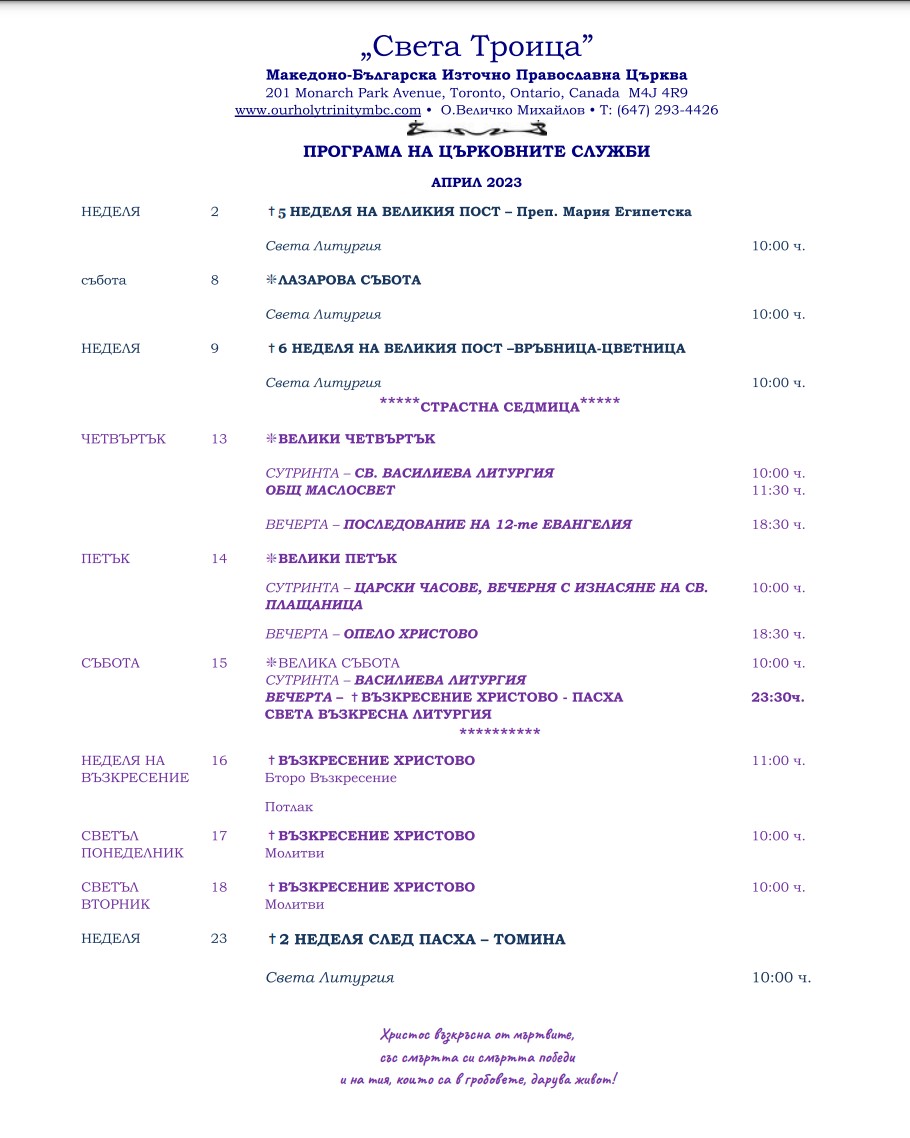 „Света Троица”
Македоно-Българска Източно Православна Църква
201 Monarch Park Avenue, Toronto, Ontario, Canada M4J 4R9
www.ourholytrinitymbc.com • О.Величко Михайлов • Т: (647) 293-4426
ПРОГРАМА НА ЦЪРКОВНИТЕ СЛУЖБИ
АПРИЛ 2023
НЕДЕЛЯ 2 †5 НЕДЕЛЯ НА ВЕЛИКИЯ ПОСТ – Преп. Мария Египетска
Света Литургия 10:00 ч.
събота 8 ❈ЛАЗАРОВА СЪБОТА
Света Литургия 10:00 ч.
НЕДЕЛЯ 9 †6 НЕДЕЛЯ НА ВЕЛИКИЯ ПОСТ –ВРЪБНИЦА-ЦВЕТНИЦА
Света Литургия 10:00 ч.
*****СТРАСТНА СЕДМИЦА*****
ЧЕТВЪРТЪК 13 ❈ВЕЛИКИ ЧЕТВЪРТЪК
СУТРИНТА – СВ. ВАСИЛИЕВА ЛИТУРГИЯ 10:00 ч.
ОБЩ МАСЛОСВЕТ 11:30 ч.
ВЕЧЕРТА – ПОСЛЕДОВАНИЕ НА 12-те ЕВАНГЕЛИЯ 18:30 ч.
ПЕТЪК 14 ❈ВЕЛИКИ ПЕТЪК
СУТРИНТА – ЦАРСКИ ЧАСОВЕ, ВЕЧЕРНЯ С ИЗНАСЯНЕ НА СВ. 10:00 ч.
ПЛАЩАНИЦА
ВЕЧЕРТА – ОПЕЛО ХРИСТОВО 18:30 ч.
СЪБОТА 15 ❈ВЕЛИКА СЪБОТА 10:00 ч.
СУТРИНТА – ВАСИЛИЕВА ЛИТУРГИЯ
ВЕЧЕРТА – †ВЪЗКРЕСЕНИЕ ХРИСТОВО - ПАСХА 23:30ч.
СВЕТА ВЪЗКРЕСНА ЛИТУРГИЯ
**********
НЕДЕЛЯ НА 16 †ВЪЗКРЕСЕНИЕ ХРИСТОВО 11:00 ч.
ВЪЗКРЕСЕНИЕ Бторо Възкресение
Потлак
СВЕТЪЛ 17 †ВЪЗКРЕСЕНИЕ ХРИСТОВО 10:00 ч.
ПОНЕДЕЛНИК Молитви
СВЕТЪЛ 18 †ВЪЗКРЕСЕНИЕ ХРИСТОВО 10:00 ч.
ВТОРНИК Молитви
НЕДЕЛЯ 23 †2 НЕДЕЛЯ СЛЕД ПАСХА – ТОМИНА
Света Литургия 10:00 ч.
Христос възкръсна от мъртвите,
със смъртта си смъртта победи
и на тия, които са в гробовете, дарува живот!